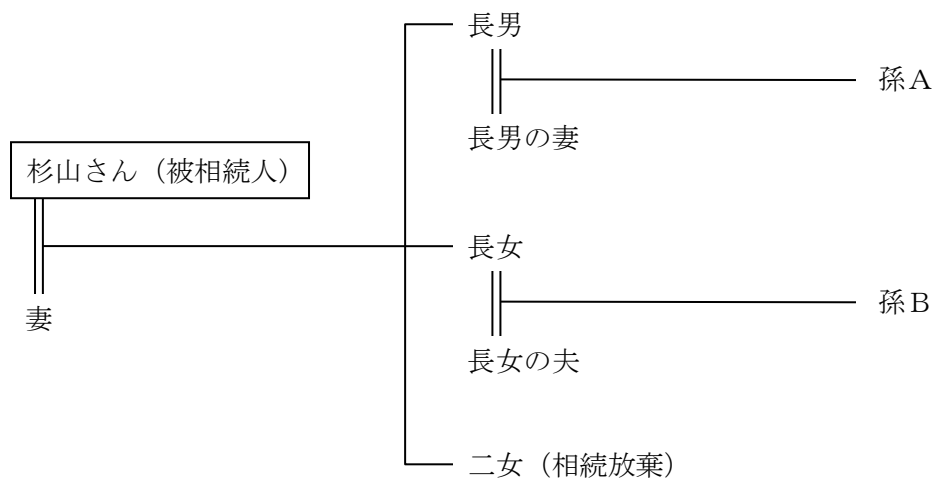 長男
孫A
長男の妻
杉山さん（被相続人）
長女
孫B
妻
長女の夫
二女（相続放棄）